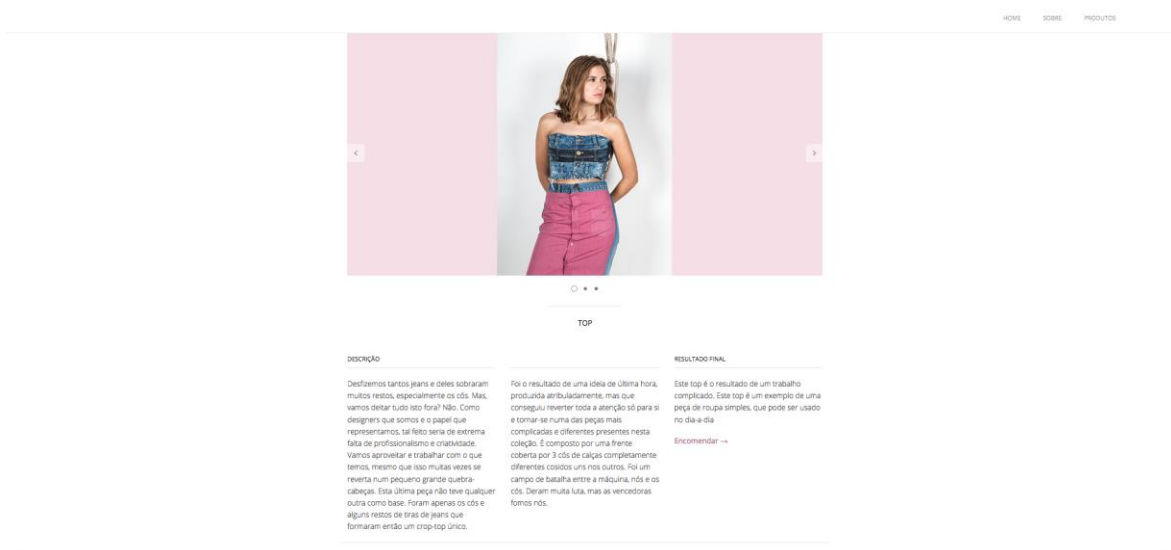 HOME SOBRE PRODUTOS
TOP
DESCRIÇÃO
Desfizemos tantos jeans e deles sobraram
muitos restos, especialmente os cós. Mas,
vamos deitar tudo isto fora? Não. Como
designers que somos e o papel que
representamos, tal feito seria de extrema
falta de profissionalismo e criatividade.
Vamos aproveitar e trabalhar com o que
temos, mesmo que isso muitas vezes se
reverta num pequeno grande quebra-
cabeças. Esta última peça não teve qualquer
outra como base. Foram apenas os cós e
alguns restos de tiras de jeans que
formaram então um crop-top único.
Foi o resultado de uma ideia de última hora,
produzida atribuladamente, mas que
conseguiu reverter toda a atenção só para si
e tornar-se numa das peças mais
complicadas e diferentes presentes nesta
coleção. É composto por uma frente
coberta por 3 cós de calças completamente
diferentes cosidos uns nos outros. Foi um
campo de batalha entre a máquina, nós e os
cós. Deram muita luta, mas as vencedoras
fomos nós.
RESULTADO FINAL
Este top é o resultado de um trabalho
complicado. Este top é um exemplo de uma
peça de roupa simples, que pode ser usado
no dia-a-dia
Encomendar →